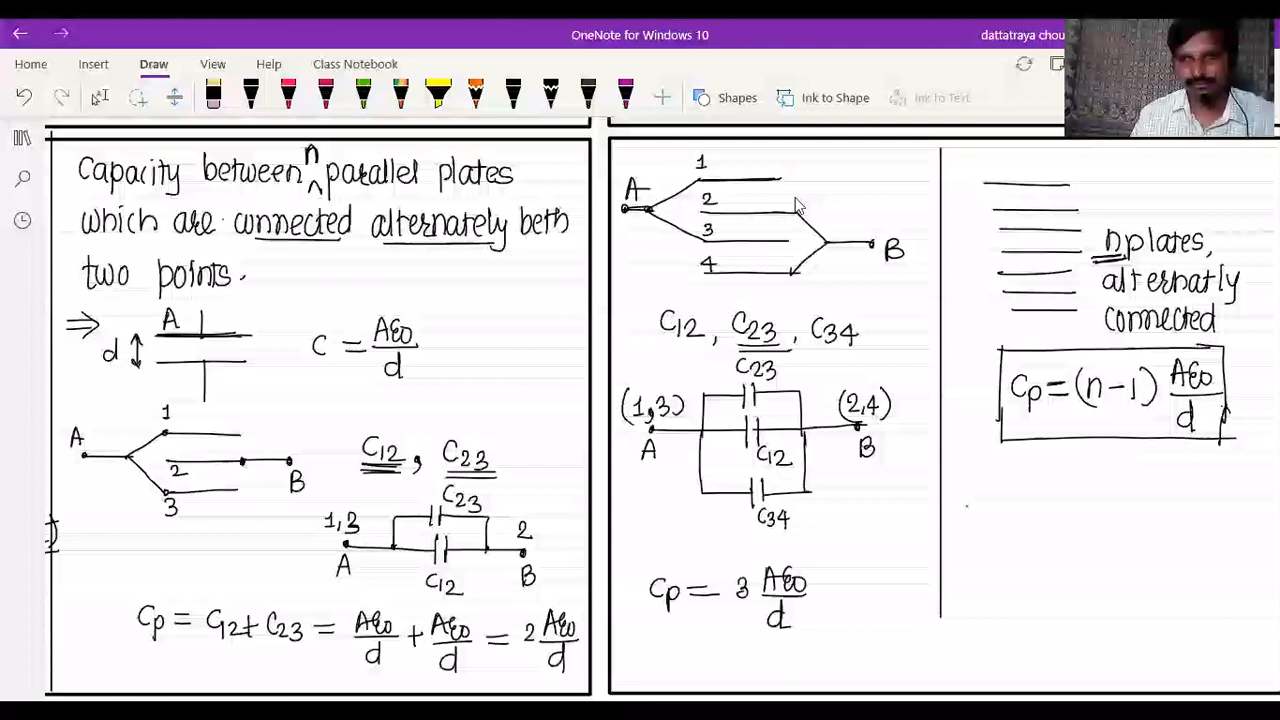 OneNote for Windows 10
dattatraya chou
Home Insert Draw View Help Class Notebook
Shapes Ink to Shape Ink to Text
Capacity between n parallel plates
which are connected alternately beth
two points.
⇒ A
d
C = Aε0/d
1
A
2
B
3
C12, C23
C23
1,3
2
A
B
C12
Cp = C12 + C23 = Aε0/d + Aε0/d = 2 Aε0/d
1
A
2
3
B
4
C12, C23, C34
C23
(1,3) (2,4)
A B
C12
C34
Cp = 3 Aε0/d
n plates,
alternatly
connected
Cp = (n-1) Aε0/d